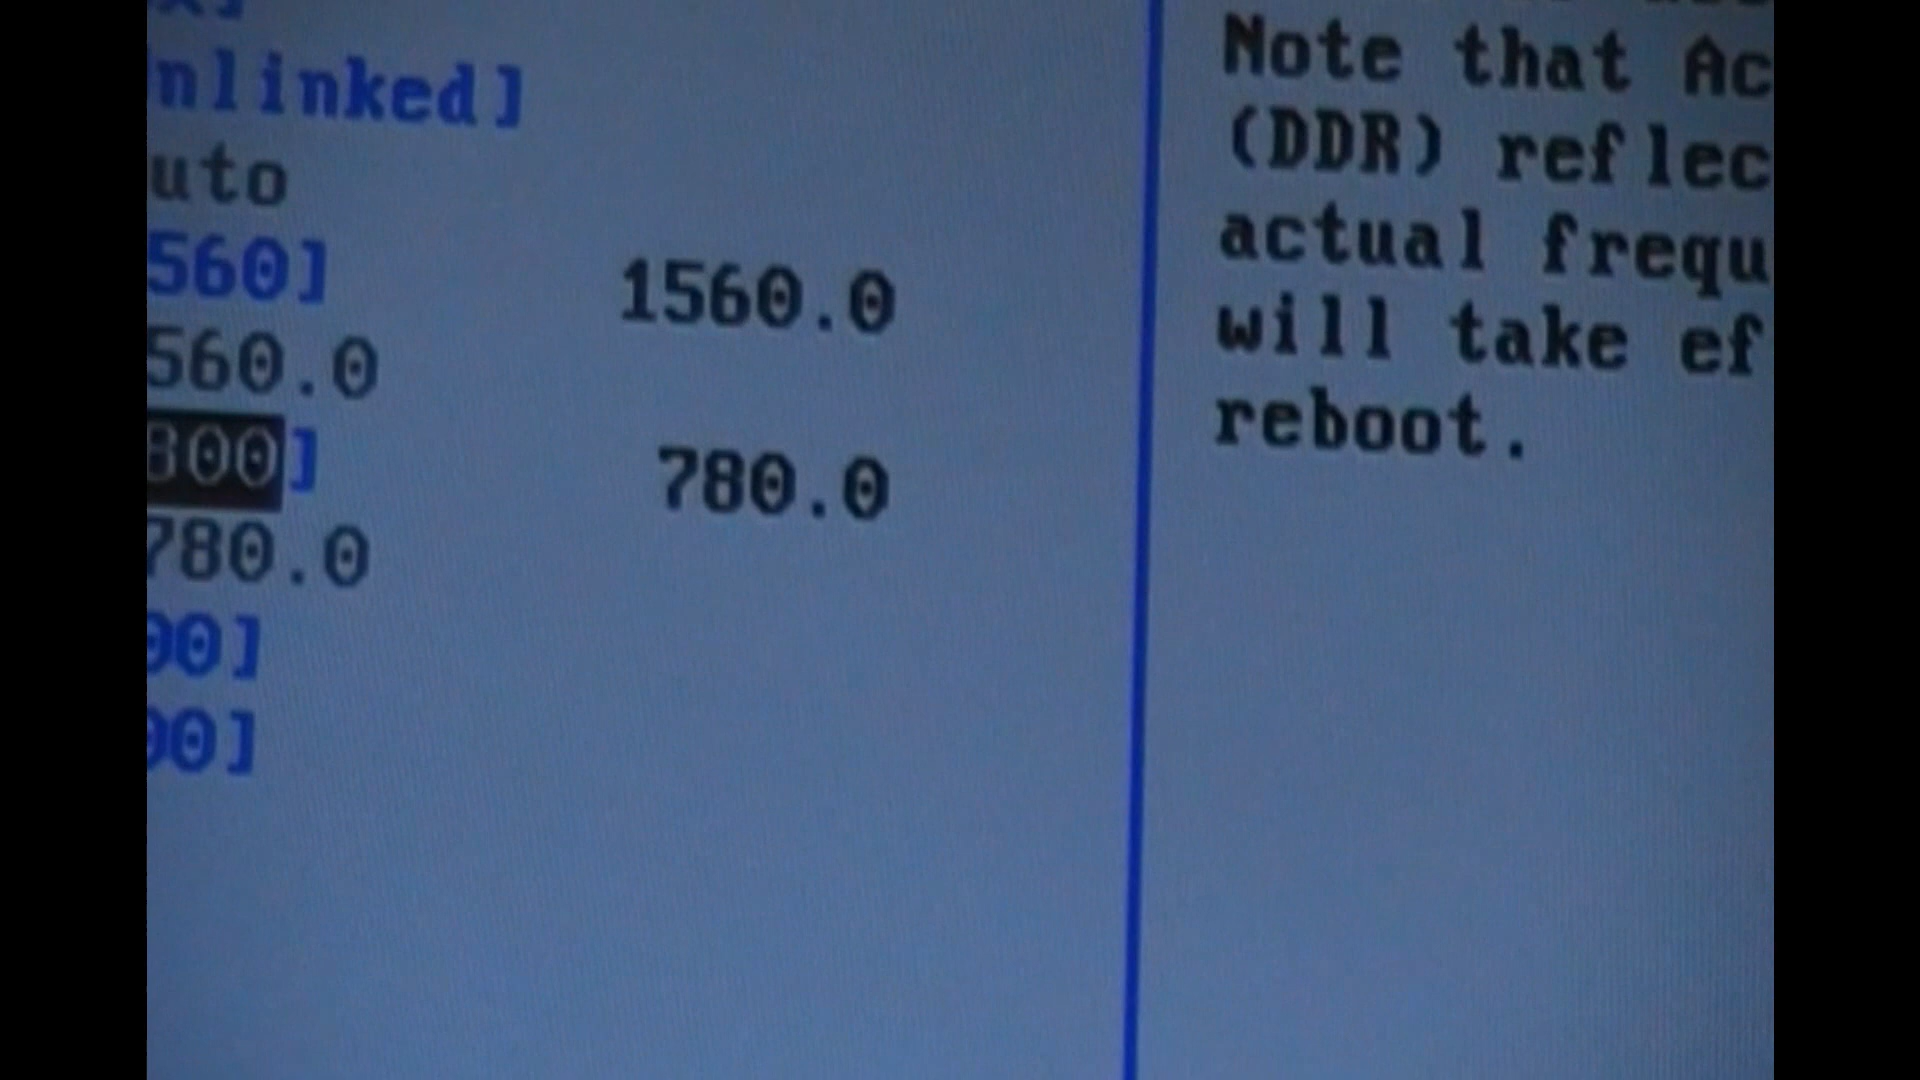 nlinked]
uto
560] 1560.0
560.0
800] 780.0
780.0
00]
00]
Note that Ac
(DDR) reflec
actual frequ
will take ef
reboot.